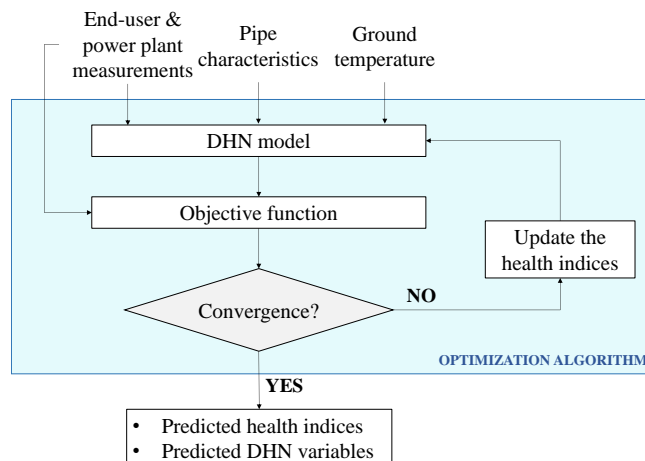 End-user &
power plant
measurements
Pipe
characteristics
Ground
temperature
DHN model
Objective function
Update the
health indices
Convergence?
NO
OPTIMIZATION ALGORITHM
YES
• Predicted health indices
• Predicted DHN variables